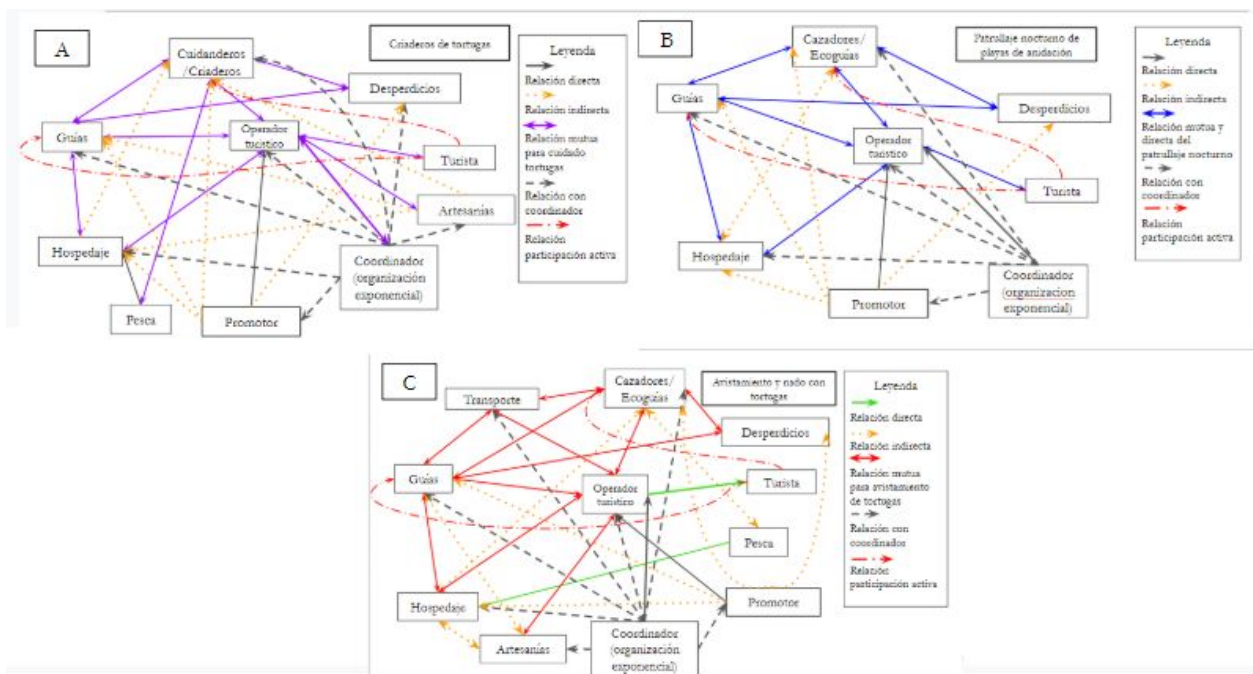 A
Criaderos de tortugas
Cuidanderos
/Criaderos
Desperdicios
Guías
Operador
turístico
Turista
Artesanías
Hospedaje
Coordinador
(organización
exponencial)
Pesca
Promotor
Leyenda
Relación directa
Relación indirecta
Relación mutua
para cuidado
tortugas
Relación con
coordinador
Relación
participación activa
B
Patrullaje nocturno de
playas de anidación
Cazadores/
Ecoguías
Desperdicios
Guías
Operador
turístico
Turista
Hospedaje
Coordinador
(organizacion
exponencial)
Promotor
Leyenda
Relación directa
Relación indirecta
Relación mutua y
directa del
patrullaje nocturno
Relación con
coordinador
Relación
participación activa
C
Avistamiento y nado con
tortugas
Transporte
Cazadores/
Ecoguías
Desperdicios
Guías
Operador
turístico
Turista
Pesca
Hospedaje
Promotor
Artesanías
Coordinador
(organización
exponencial)
Leyenda
Relación directa
Relación indirecta
Relación mutua
para avistamiento
de tortugas
Relación con
coordinador
Relación
participación activa